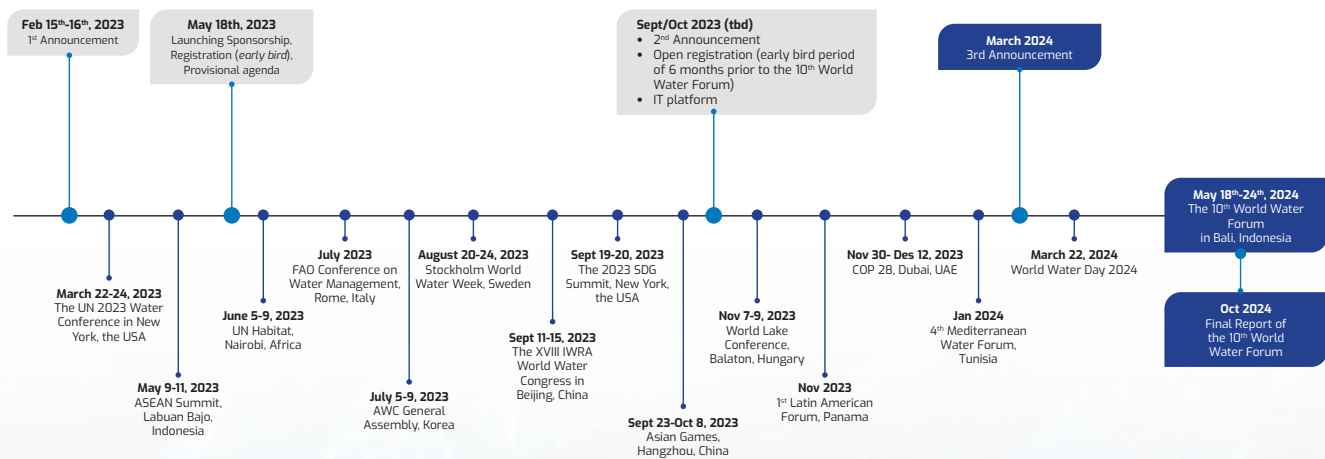 Feb 15th-16th, 2023
1st Announcement
May 18th, 2023
Launching Sponsorship,
Registration (early bird),
Provisional agenda
Sept/Oct 2023 (tbd)
• 2nd Announcement
• Open registration (early bird period
of 6 months prior to the 10th World
Water Forum)
• IT platform
March 2024
3rd Announcement
May 18th-24th, 2024
The 10th World Water
Forum
in Bali, Indonesia
Oct 2024
Final Report of
the 10th World
Water Forum
March 22-24, 2023
The UN 2023 Water
Conference in New
York, the USA
May 9-11, 2023
ASEAN Summit,
Labuan Bajo,
Indonesia
June 5-9, 2023
UN Habitat,
Nairobi, Africa
July 2023
FAO Conference on
Water Management,
Rome, Italy
July 5-9, 2023
AWC General
Assembly, Korea
August 20-24, 2023
Stockholm World
Water Week, Sweden
Sept 11-15, 2023
The XVIII IWRA
World Water
Congress in
Beijing, China
Sept 19-20, 2023
The 2023 SDG
Summit, New York,
the USA
Sept 23-Oct 8, 2023
Asian Games,
Hangzhou, China
Nov 7-9, 2023
World Lake
Conference,
Balaton, Hungary
Nov 2023
1st Latin American
Forum, Panama
Nov 30- Des 12, 2023
COP 28, Dubai, UAE
Jan 2024
4th Mediterranean
Water Forum,
Tunisia
March 22, 2024
World Water Day 2024